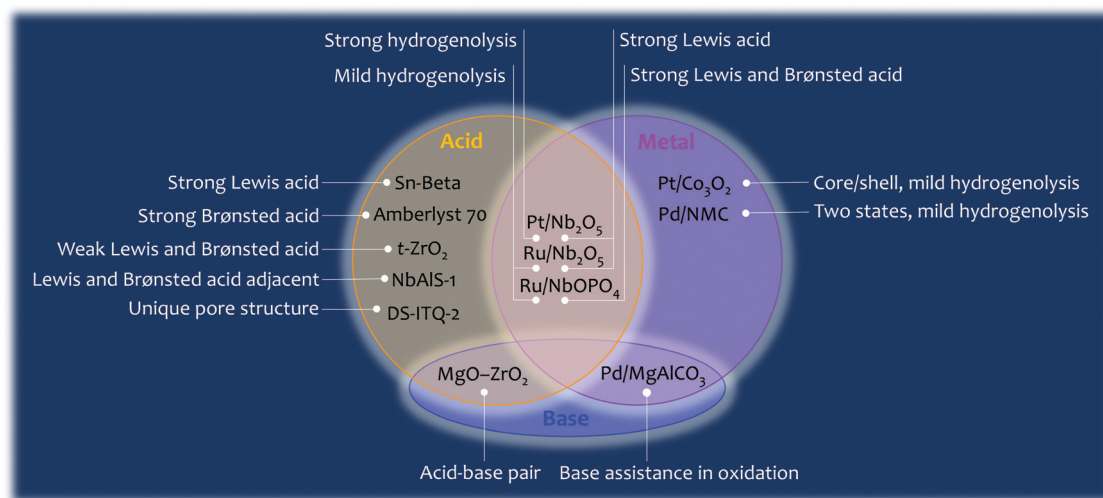 Strong hydrogenolysis
Strong Lewis acid
Mild hydrogenolysis
Strong Lewis and Brønsted acid
Acid
Metal
Strong Lewis acid
Sn-Beta
Pt/Co₃O₂
Core/shell, mild hydrogenolysis
Strong Brønsted acid
Amberlyst 70
Pd/NMC
Two states, mild hydrogenolysis
Pt/Nb₂O₅
Weak Lewis and Brønsted acid
t-ZrO₂
Ru/Nb₂O₅
Lewis and Brønsted acid adjacent
NbAlS-1
Ru/NbOPO₄
Unique pore structure
DS-ITQ-2
MgO–ZrO₂
Pd/MgAlCO₃
Base
Acid-base pair
Base assistance in oxidation